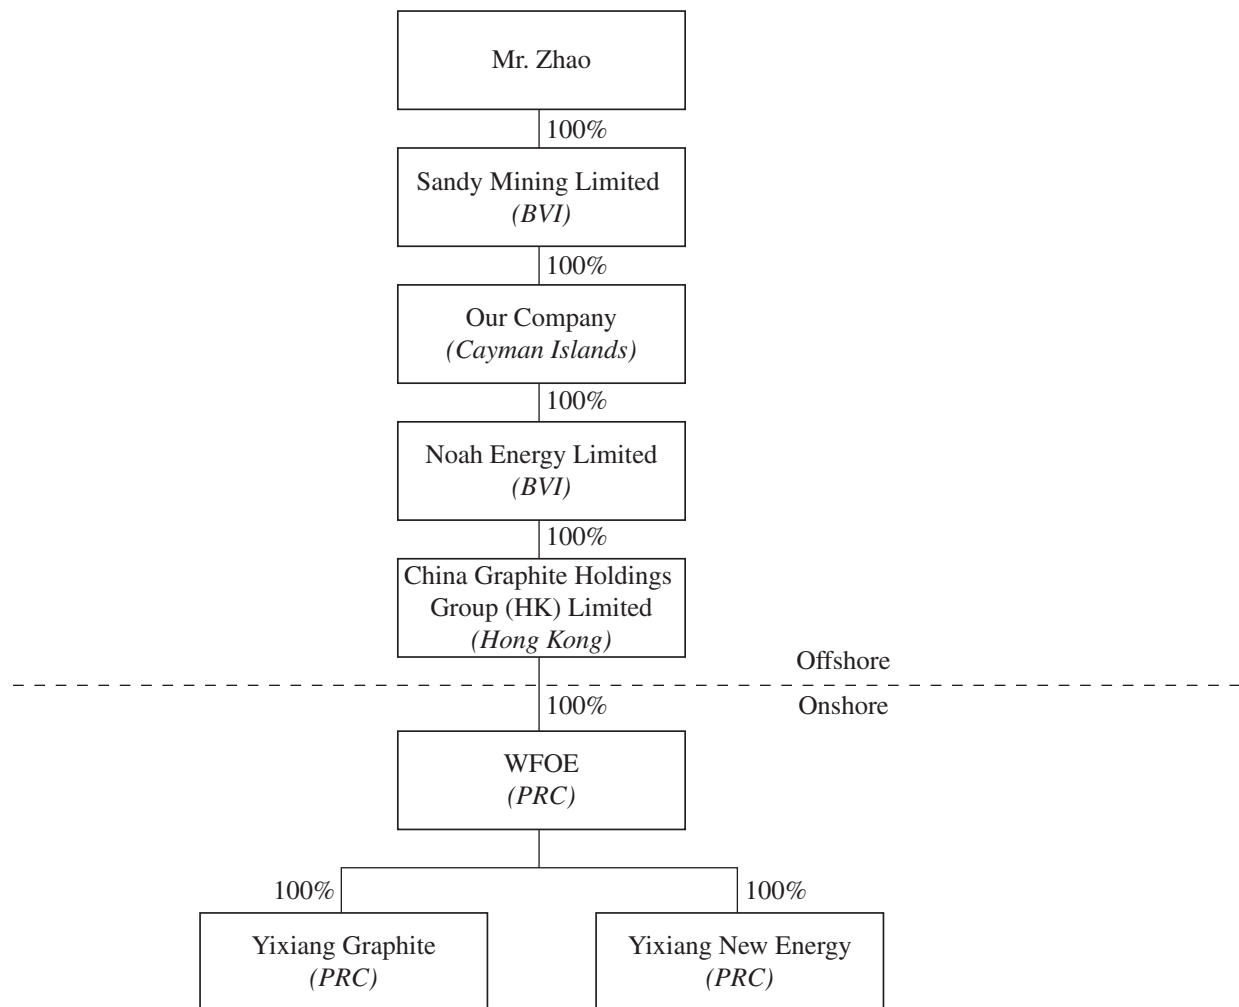 Mr. Zhao
100%
Sandy Mining Limited
(BVI)
100%
Our Company
(Cayman Islands)
100%
Noah Energy Limited
(BVI)
100%
China Graphite Holdings
Group (HK) Limited
(Hong Kong)
Offshore
Onshore
100%
WFOE
(PRC)
100%
100%
Yixiang Graphite
(PRC)
Yixiang New Energy
(PRC)